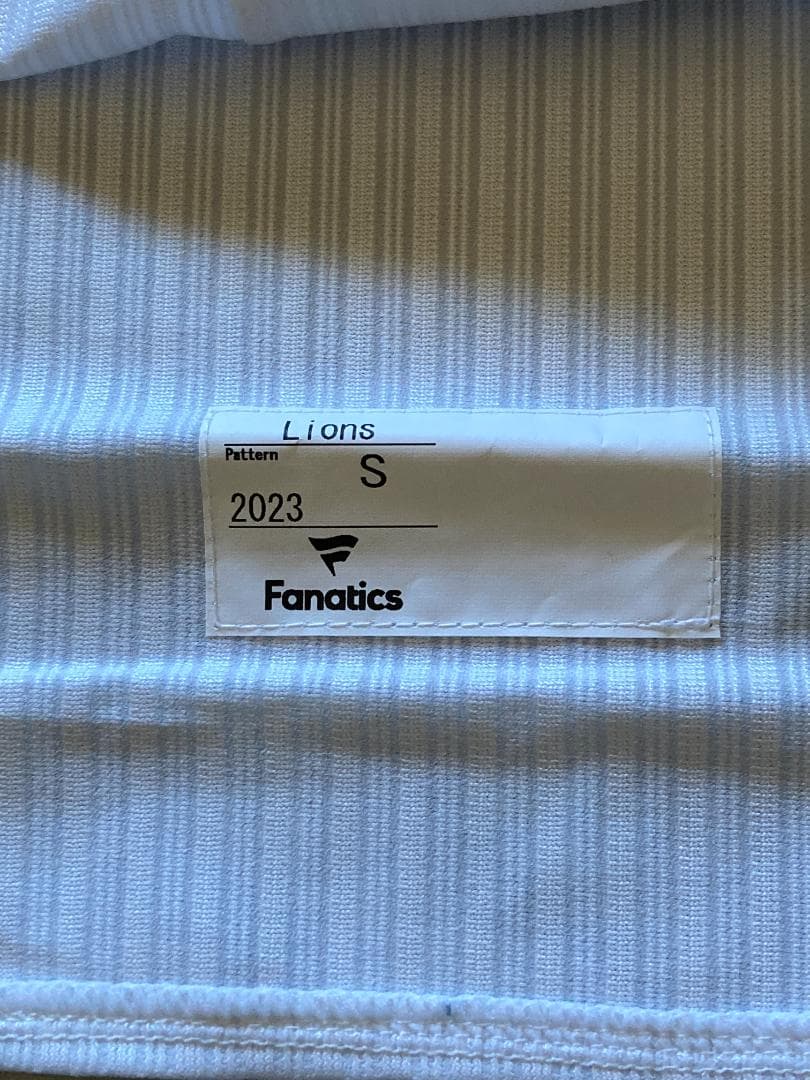 Lions
Pattern
S
2023
Fanatics